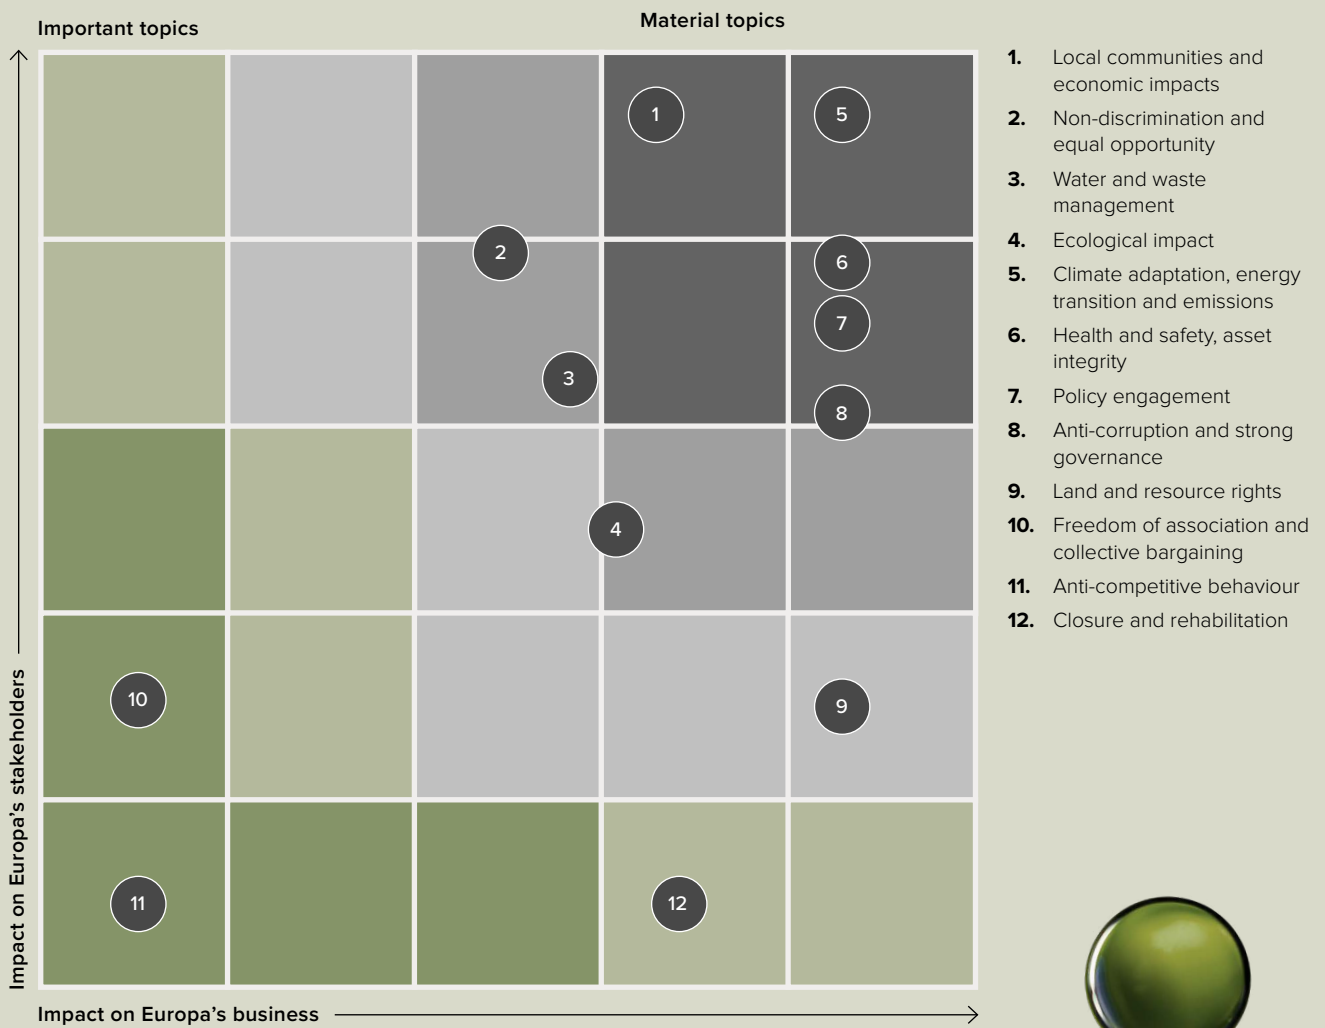 Important topics
Material topics
1
5
2
6
7
3
8
4
10
9
11
12
Impact on Europa's stakeholders
Impact on Europa's business
1. Local communities and
economic impacts
2. Non-discrimination and
equal opportunity
3. Water and waste
management
4. Ecological impact
5. Climate adaptation, energy
transition and emissions
6. Health and safety, asset
integrity
7. Policy engagement
8. Anti-corruption and strong
governance
9. Land and resource rights
10. Freedom of association and
collective bargaining
11. Anti-competitive behaviour
12. Closure and rehabilitation